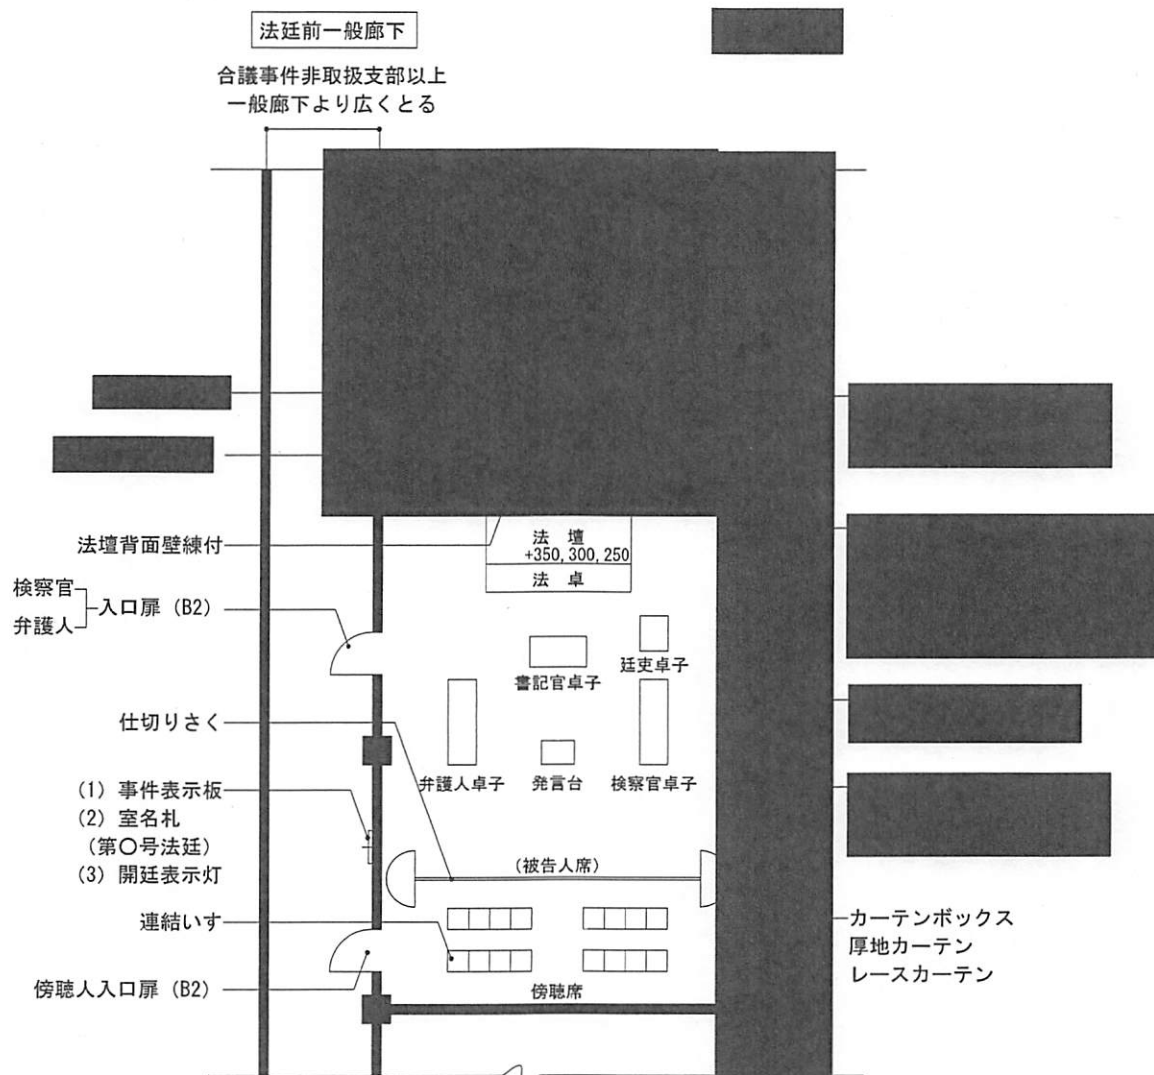 法廷前一般廊下
合議事件非取扱支部以上
一般廊下より広くとる
法壇背面壁練付
法 壇
+350, 300, 250
法 卓
検察官
弁護人
入口扉 (B2)
廷吏卓子
書記官卓子
仕切りさく
弁護人卓子
発言台
検察官卓子
(1) 事件表示板
(2) 室名札
(第〇号法廷)
(3) 開廷表示灯
(被告人席)
連結いす
カーテンボックス
厚地カーテン
レースカーテン
傍聴人入口扉 (B2)
傍聴席